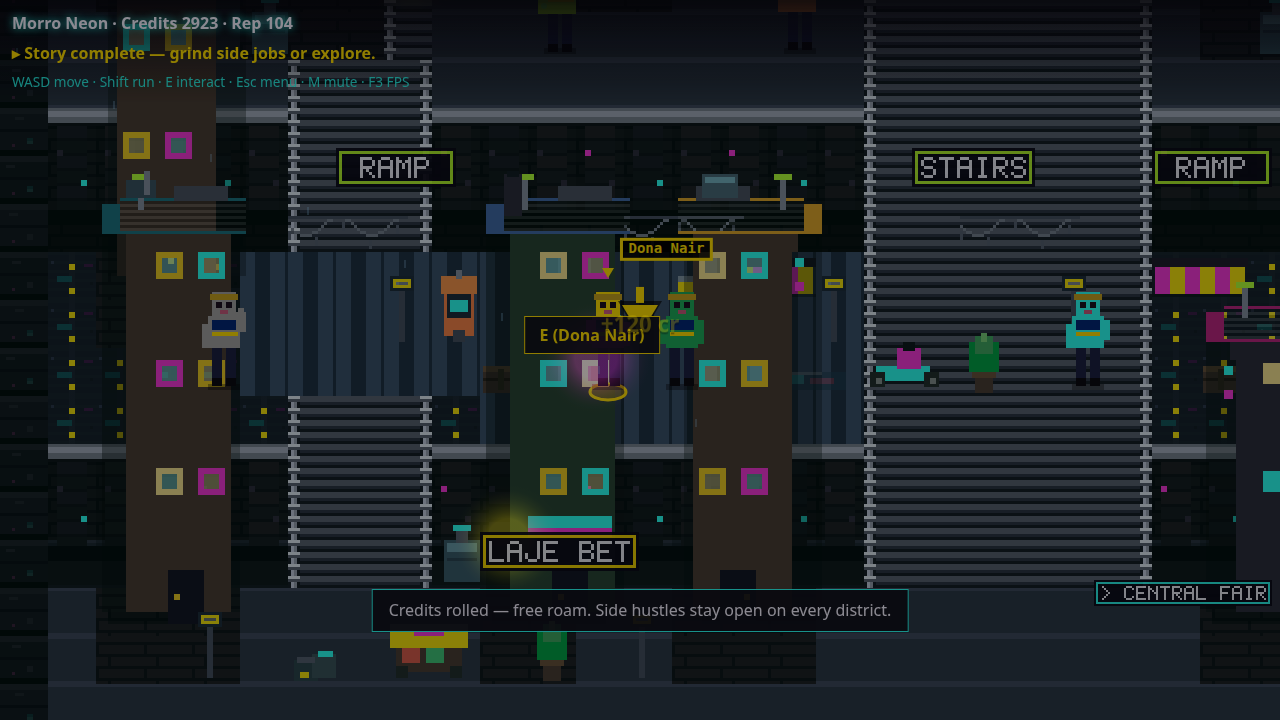 Morro Neon · Credits 2923 · Rep 104
▸ Story complete — grind side jobs or explore.
WASD move · Shift run · E interact · Esc menu · M mute · F3 FPS
RAMP
STAIRS
RAMP
Dona Nair
+120 cr
E (Dona Nair)
LAJE BET
> CENTRAL FAIR
Credits rolled — free roam. Side hustles stay open on every district.